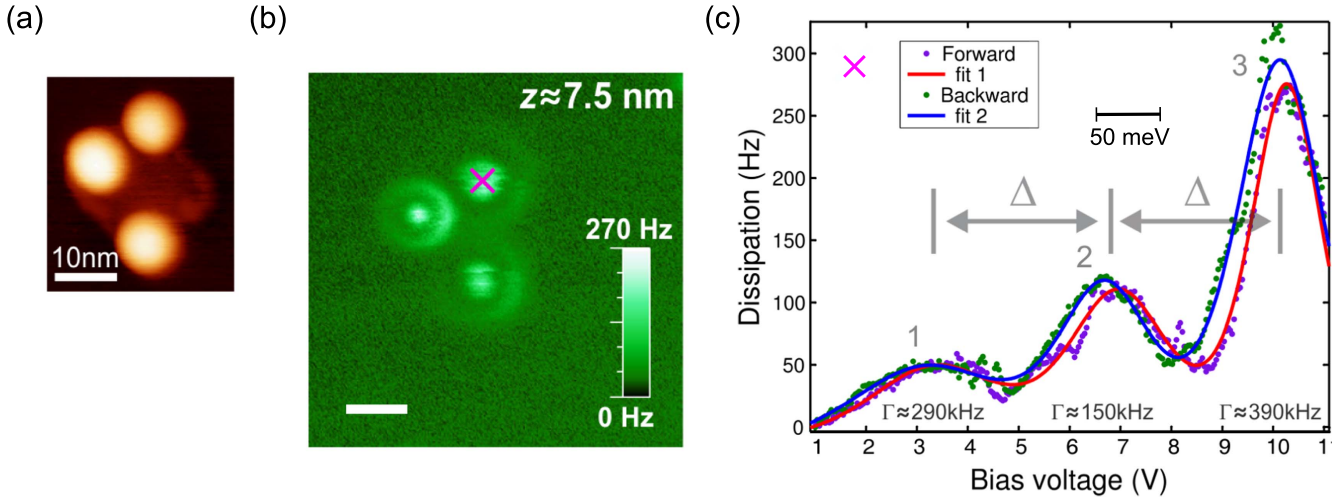 (a)
10nm
(b)
z≈7.5 nm
270 Hz
0 Hz
(c)
Dissipation (Hz)
300
250
200
150
100
50
0
Forward
fit 1
Backward
fit 2
50 meV
3
Δ
Δ
2
1
Γ≈290kHz
Γ≈150kHz
Γ≈390kHz
1 2 3 4 5 6 7 8 9 10 11
Bias voltage (V)